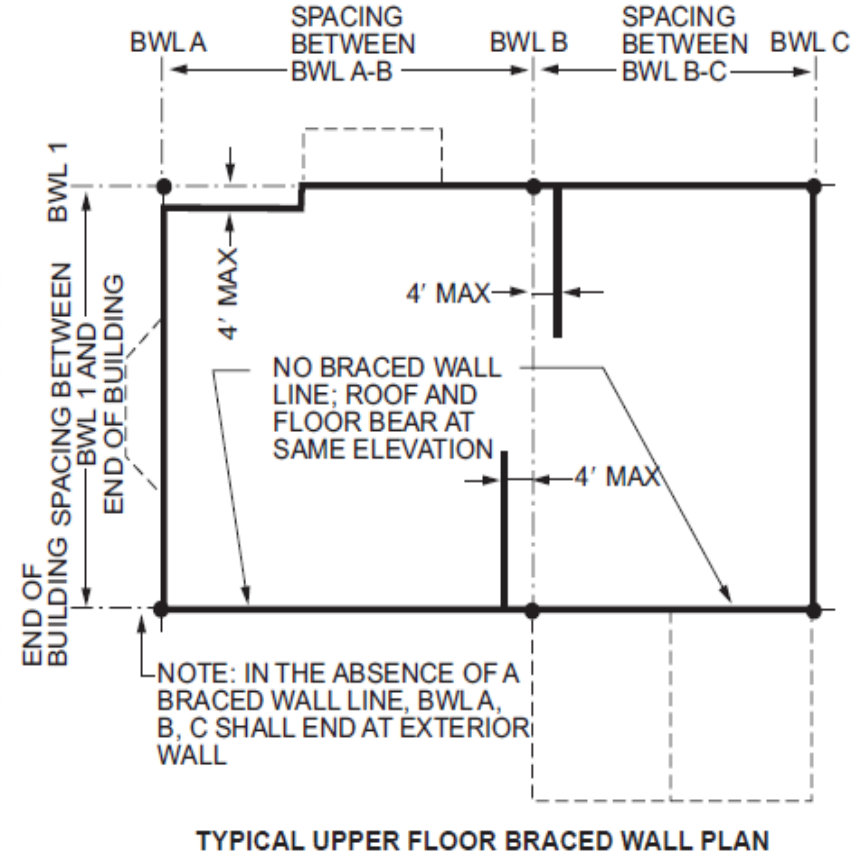 SPACING
BETWEEN
BWL A-B
SPACING
BETWEEN
BWL B-C
BWL A
BWL B
BWL C
BWL 1
4′ MAX
4′ MAX
END OF
BUILDING
SPACING BETWEEN
BWL 1 AND
END OF BUILDING
NO BRACED WALL
LINE; ROOF AND
FLOOR BEAR AT
SAME ELEVATION
4′ MAX
NOTE: IN THE ABSENCE OF A
BRACED WALL LINE, BWL A,
B, C SHALL END AT EXTERIOR
WALL
TYPICAL UPPER FLOOR BRACED WALL PLAN